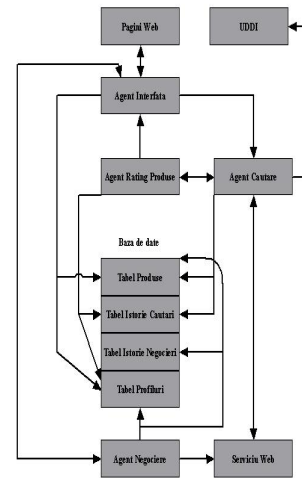 Pagini Web
UDDI
Agent Interfata
Agent Rating Produse
Agent Cautare
Baza de date
Tabel Produse
Tabel Istorie Cautari
Tabel Istorie Negocieri
Tabel Profiluri
Agent Negociere
Serviciu Web